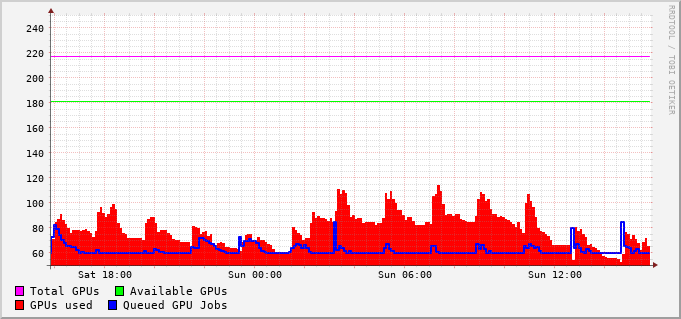 RRDTOOL / TOBI OETIKER
240
220
200
180
160
140
120
100
80
60
Sat 18:00 Sun 00:00 Sun 06:00 Sun 12:00
Total GPUs Available GPUs
GPUs used Queued GPU Jobs